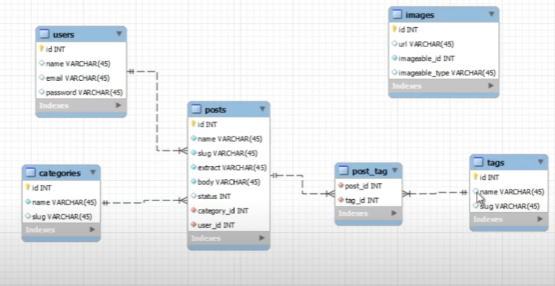 users
id INT
name VARCHAR(45)
email VARCHAR(45)
password VARCHAR(45)
Indexes
images
id INT
url VARCHAR(45)
imageable_id INT
imageable_type VARCHAR(45)
Indexes
posts
id INT
name VARCHAR(45)
slug VARCHAR(45)
extract VARCHAR(45)
body VARCHAR(45)
status INT
category_id INT
user_id INT
Indexes
categories
id INT
name VARCHAR(45)
slug VARCHAR(45)
Indexes
post_tag
post_id INT
tag_id INT
Indexes
tags
id INT
name VARCHAR(45)
slug VARCHAR(45)
Indexes